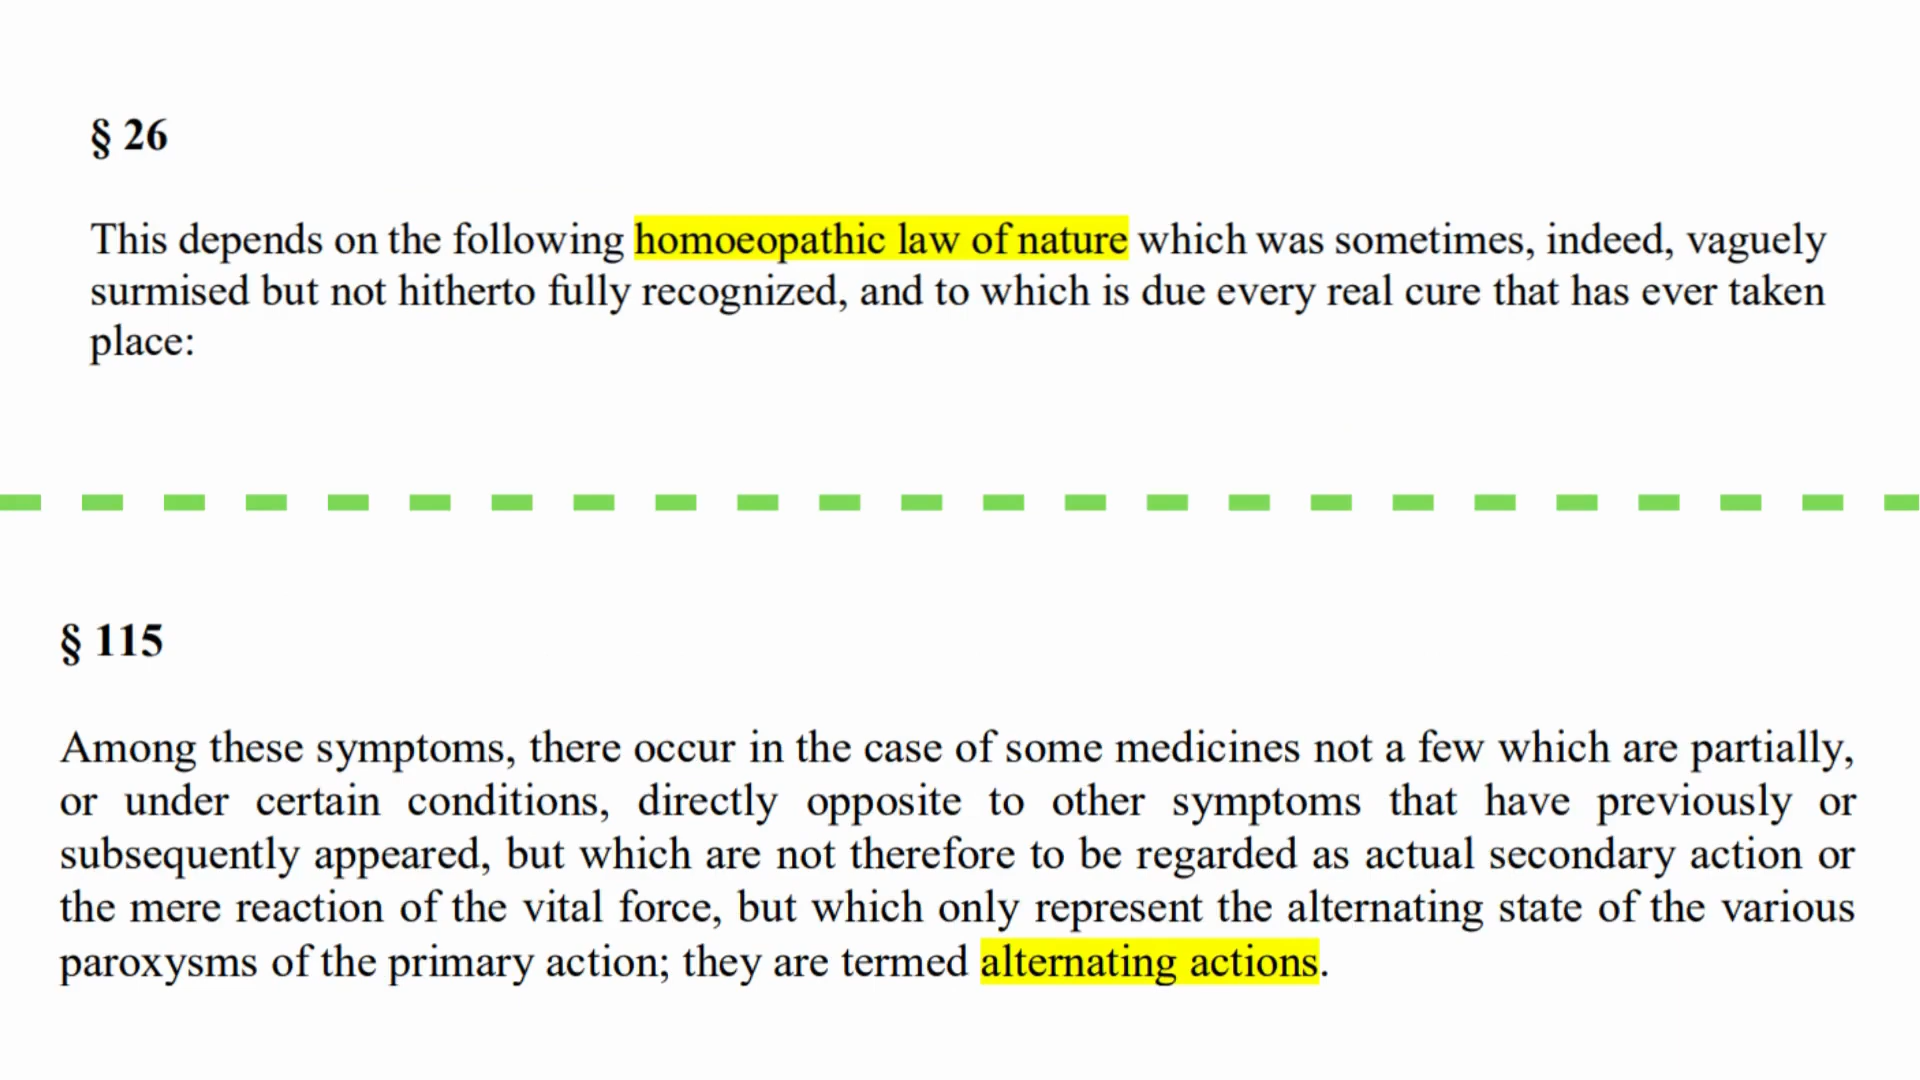 § 26
This depends on the following homoeopathic law of nature which was sometimes, indeed, vaguely
surmised but not hitherto fully recognized, and to which is due every real cure that has ever taken
place:
§ 115
Among these symptoms, there occur in the case of some medicines not a few which are partially,
or under certain conditions, directly opposite to other symptoms that have previously or
subsequently appeared, but which are not therefore to be regarded as actual secondary action or
the mere reaction of the vital force, but which only represent the alternating state of the various
paroxysms of the primary action; they are termed alternating actions.